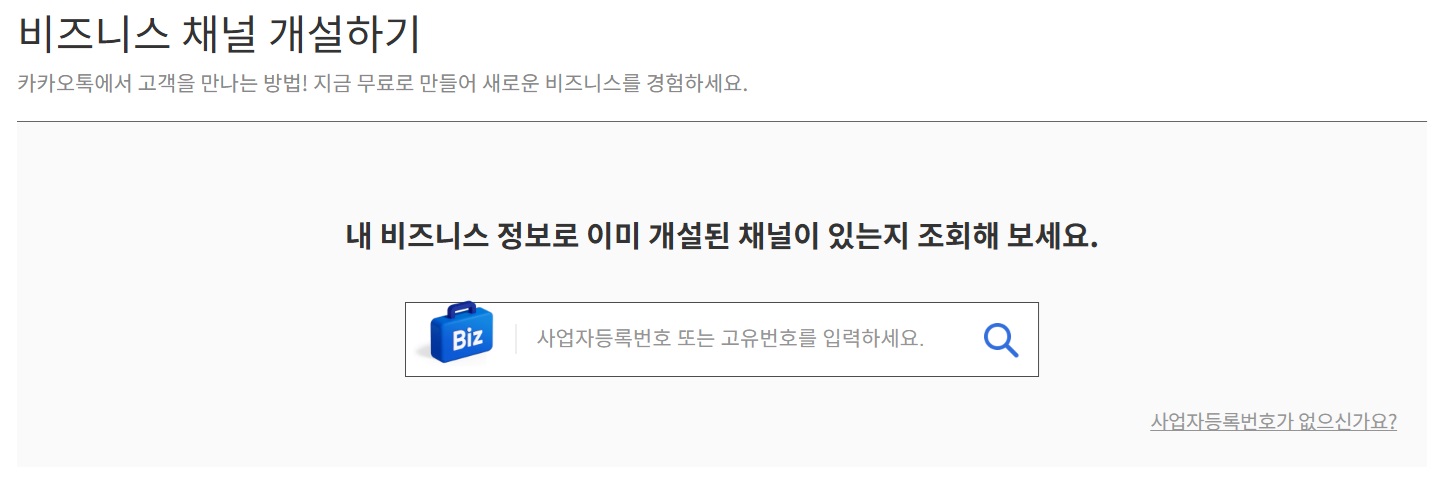 비즈니스 채널 개설하기
카카오톡에서 고객을 만나는 방법! 지금 무료로 만들어 새로운 비즈니스를 경험하세요.
내 비즈니스 정보로 이미 개설된 채널이 있는지 조회해 보세요.
Biz
사업자등록번호 또는 고유번호를 입력하세요.
사업자등록번호가 없으신가요?